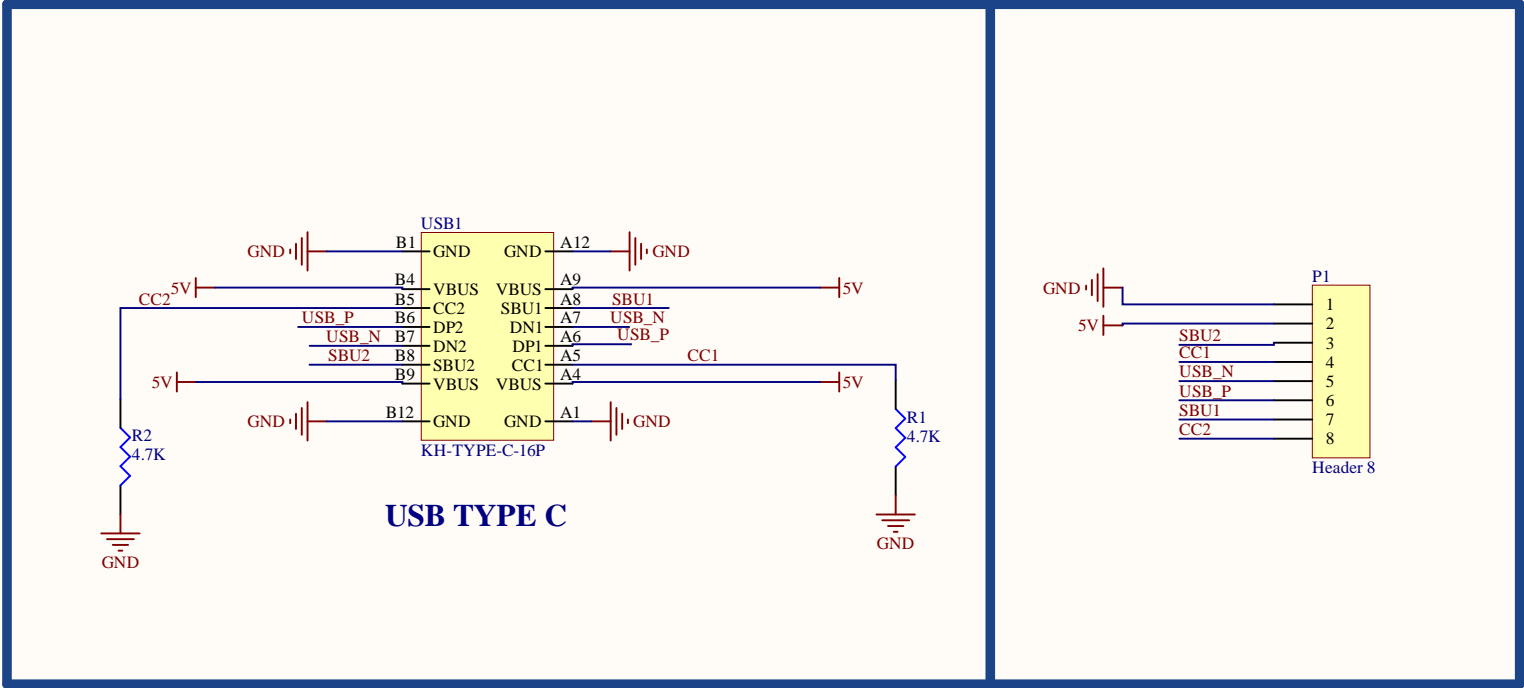 USB1
GND B1 GND GND A12 GND
5V B4 VBUS VBUS A9 5V
CC2 B5 CC2 SBU1 A8 SBU1
USB_P B6 DP2 DN1 A7 USB_N
USB_N B7 DN2 DP1 A6 USB_P
SBU2 B8 SBU2 CC1 A5 CC1
5V B9 VBUS VBUS A4 5V
GND B12 GND GND A1 GND
KH-TYPE-C-16P
R2
4.7K
GND
R1
4.7K
GND
USB TYPE C
P1
GND 1
5V 2
SBU2 3
CC1 4
USB_N 5
USB_P 6
SBU1 7
CC2 8
Header 8